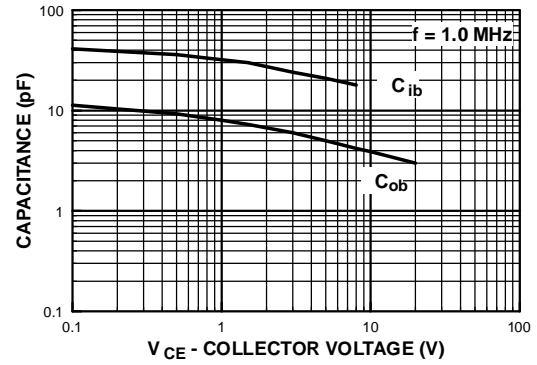 100
f = 1.0 MHz
C ib
10
C ob
1
0.1
CAPACITANCE (pF)
0.1 1 10 100
V CE - COLLECTOR VOLTAGE (V)